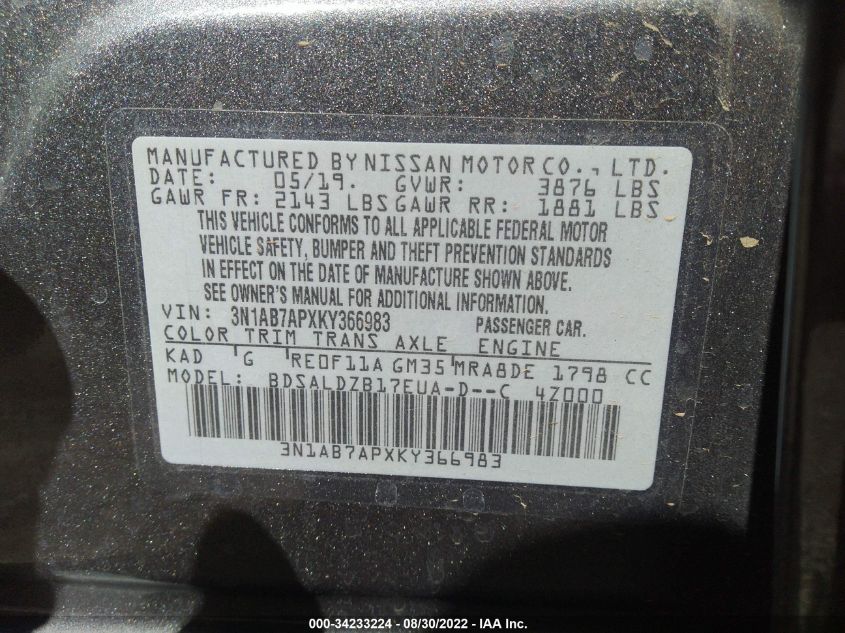 MANUFACTURED BY NISSAN MOTOR CO., LTD.
DATE: 05/19. GVWR: 3876 LBS
GAWR FR: 2143 LBS GAWR RR: 1881 LBS
THIS VEHICLE CONFORMS TO ALL APPLICABLE FEDERAL MOTOR
VEHICLE SAFETY, BUMPER AND THEFT PREVENTION STANDARDS
IN EFFECT ON THE DATE OF MANUFACTURE SHOWN ABOVE.
SEE OWNER'S MANUAL FOR ADDITIONAL INFORMATION.
VIN: 3N1AB7APXKY366983 PASSENGER CAR.
COLOR TRIM TRANS AXLE ENGINE
KAD G RE0F11A GM35 MRA8DE 1798 CC
MODEL: BDSALDZB17EUA-D--C 4Z000
3N1AB7APXKY366983
000-34233224 - 08/30/2022 - IAA Inc.